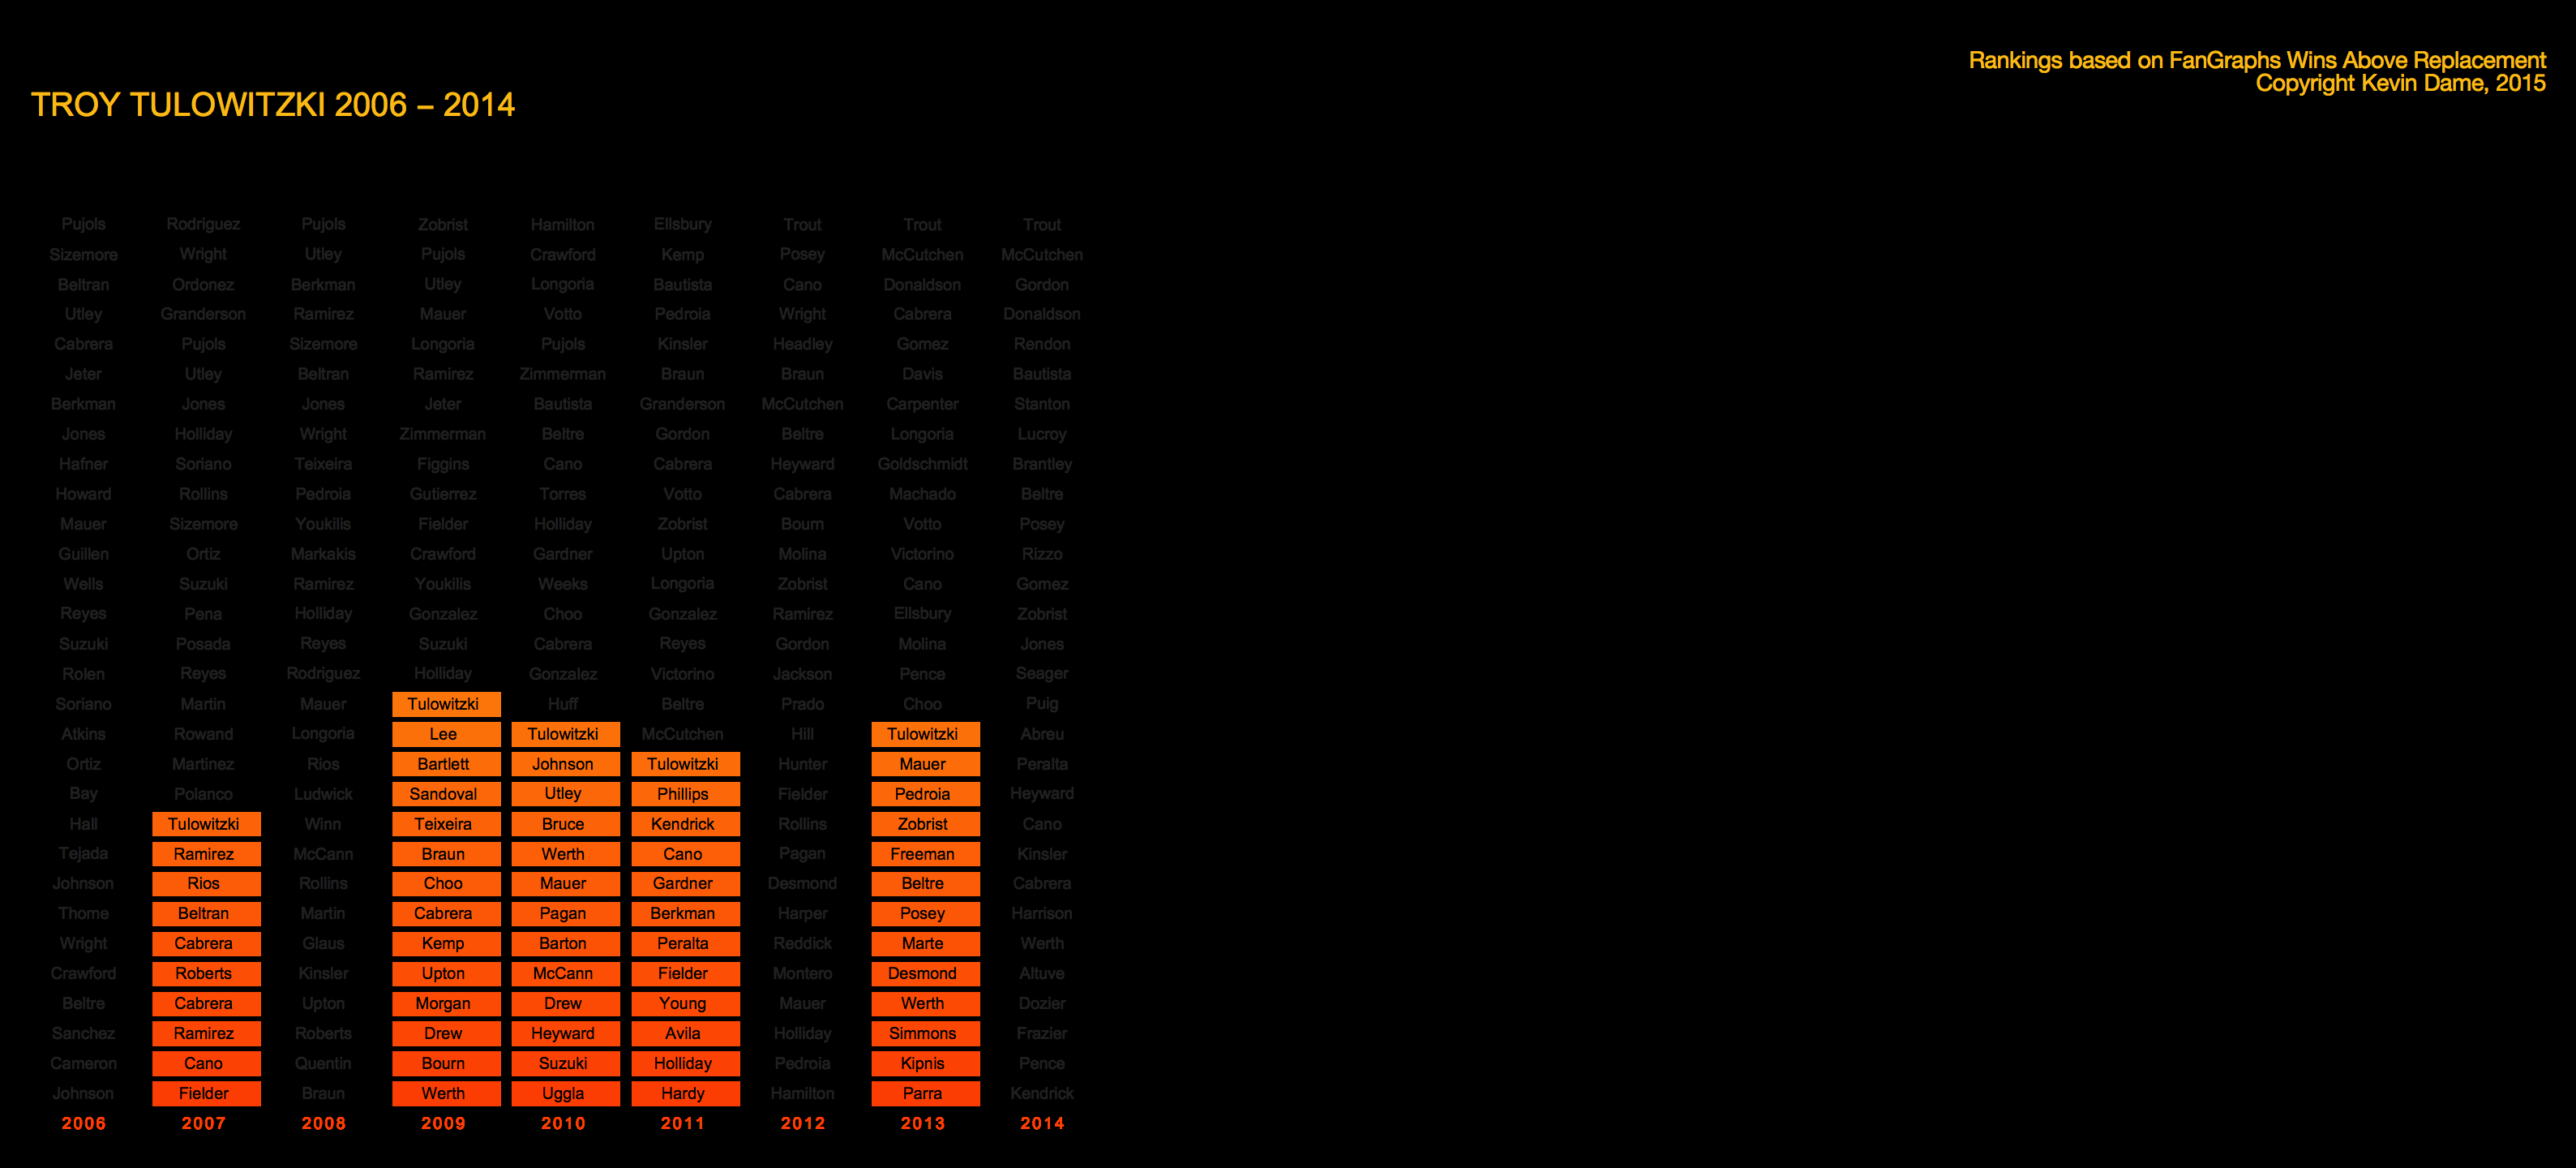 Rankings based on FanGraphs Wins Above Replacement
Copyright Kevin Dame, 2015
TROY TULOWITZKI 2006 – 2014
Pujols Rodriguez Pujols Zobrist Hamilton Ellsbury Trout Trout Trout
Sizemore Wright Utley Pujols Crawford Kemp Posey McCutchen McCutchen
Beltran Ordonez Berkman Utley Longoria Bautista Cano Donaldson Gordon
Utley Granderson Ramirez Mauer Votto Pedroia Wright Cabrera Donaldson
Cabrera Pujols Sizemore Longoria Pujols Kinsler Headley Gomez Rendon
Jeter Utley Beltran Ramirez Zimmerman Braun Braun Davis Bautista
Berkman Jones Jones Jeter Bautista Granderson McCutchen Carpenter Stanton
Jones Holliday Wright Zimmerman Beltre Gordon Beltre Longoria Lucroy
Hafner Soriano Teixeira Figgins Cano Cabrera Heyward Goldschmidt Brantley
Howard Rollins Pedroia Gutierrez Torres Votto Cabrera Machado Beltre
Mauer Sizemore Youkilis Fielder Holliday Zobrist Bourn Votto Posey
Guillen Ortiz Markakis Crawford Gardner Upton Molina Victorino Rizzo
Wells Suzuki Ramirez Youkilis Weeks Longoria Zobrist Cano Gomez
Reyes Pena Holliday Gonzalez Choo Gonzalez Ramirez Ellsbury Zobrist
Suzuki Posada Reyes Suzuki Cabrera Reyes Gordon Molina Jones
Rolen Reyes Rodriguez Holliday Gonzalez Victorino Jackson Pence Seager
Soriano Martin Mauer Tulowitzki Huff Beltre Prado Choo Puig
Atkins Rowand Longoria Lee Tulowitzki McCutchen Hill Tulowitzki Abreu
Ortiz Martinez Rios Bartlett Johnson Tulowitzki Hunter Mauer Peralta
Bay Polanco Ludwick Sandoval Utley Phillips Fielder Pedroia Heyward
Hall Tulowitzki Winn Teixeira Bruce Kendrick Rollins Zobrist Cano
Tejada Ramirez McCann Braun Werth Cano Pagan Freeman Kinsler
Johnson Rios Rollins Choo Mauer Gardner Desmond Beltre Cabrera
Thome Beltran Martin Cabrera Pagan Berkman Harper Posey Harrison
Wright Cabrera Glaus Kemp Barton Peralta Reddick Marte Werth
Crawford Roberts Kinsler Upton McCann Fielder Montero Desmond Altuve
Beltre Cabrera Upton Morgan Drew Young Mauer Werth Dozier
Sanchez Ramirez Roberts Drew Heyward Avila Holliday Simmons Frazier
Cameron Cano Quentin Bourn Suzuki Holliday Pedroia Kipnis Pence
Johnson Fielder Braun Werth Uggla Hardy Hamilton Parra Kendrick
2006 2007 2008 2009 2010 2011 2012 2013 2014